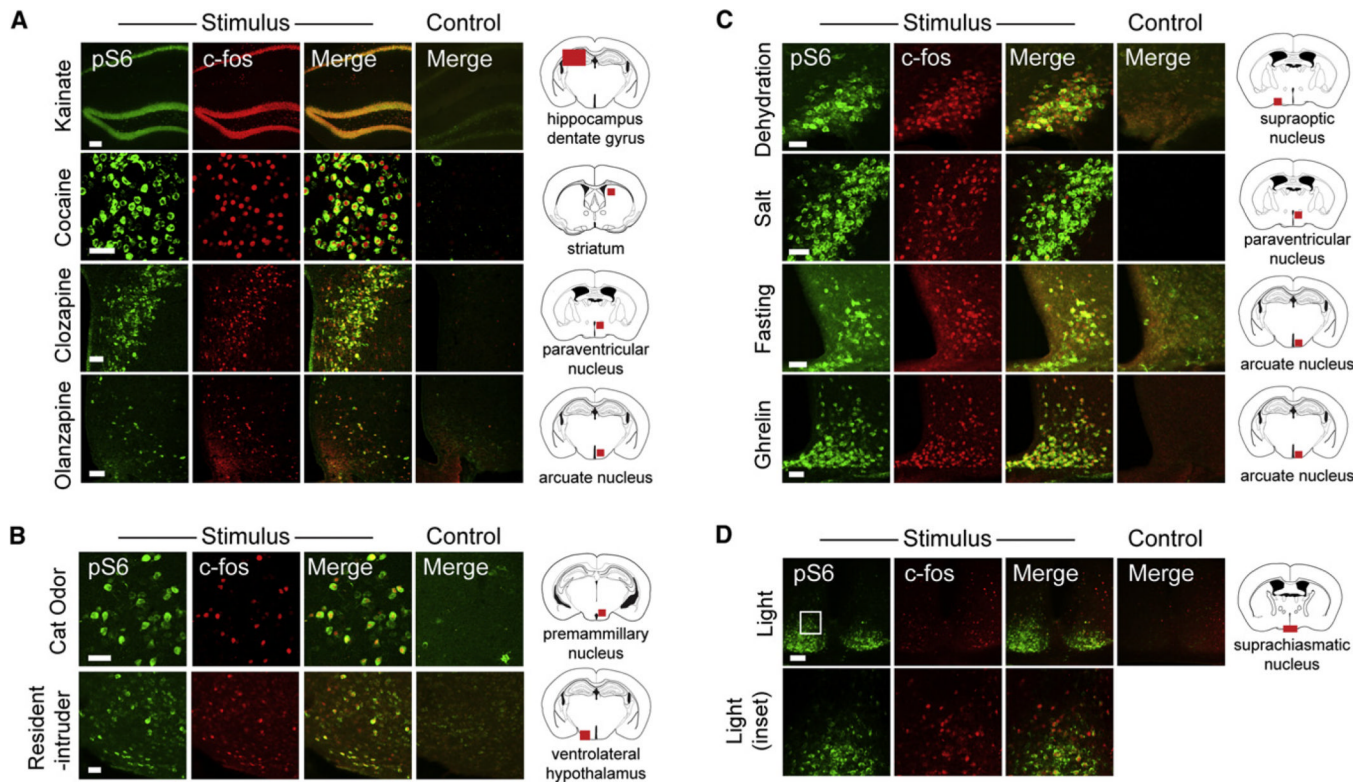 A
Stimulus
Control
pS6
c-fos
Merge
Merge
Kainate
hippocampus
dentate gyrus
Cocaine
striatum
Clozapine
paraventricular
nucleus
Olanzapine
arcuate nucleus
B
Stimulus
Control
pS6
c-fos
Merge
Merge
Cat Odor
premammillary
nucleus
Resident
-intruder
ventrolateral
hypothalamus
C
Stimulus
Control
pS6
c-fos
Merge
Merge
Dehydration
supraoptic
nucleus
Salt
paraventricular
nucleus
Fasting
arcuate nucleus
Ghrelin
arcuate nucleus
D
Stimulus
Control
pS6
c-fos
Merge
Merge
Light
suprachiasmatic
nucleus
Light
(inset)